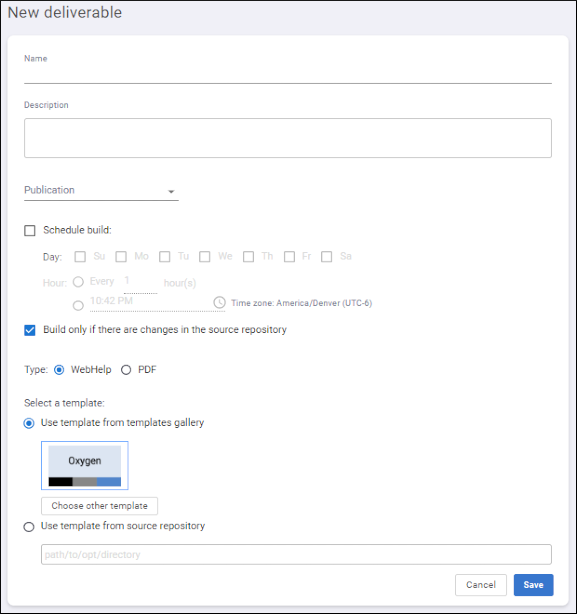 New deliverable
Name
Description
Publication
Schedule build:
Day: Su Mo Tu We Th Fr Sa
Hour: Every 1 hour(s)
10:42 PM Time zone: America/Denver (UTC-6)
Build only if there are changes in the source repository
Type: WebHelp PDF
Select a template:
Use template from templates gallery
Oxygen
Choose other template
Use template from source repository
path/to/opt/directory
Cancel Save